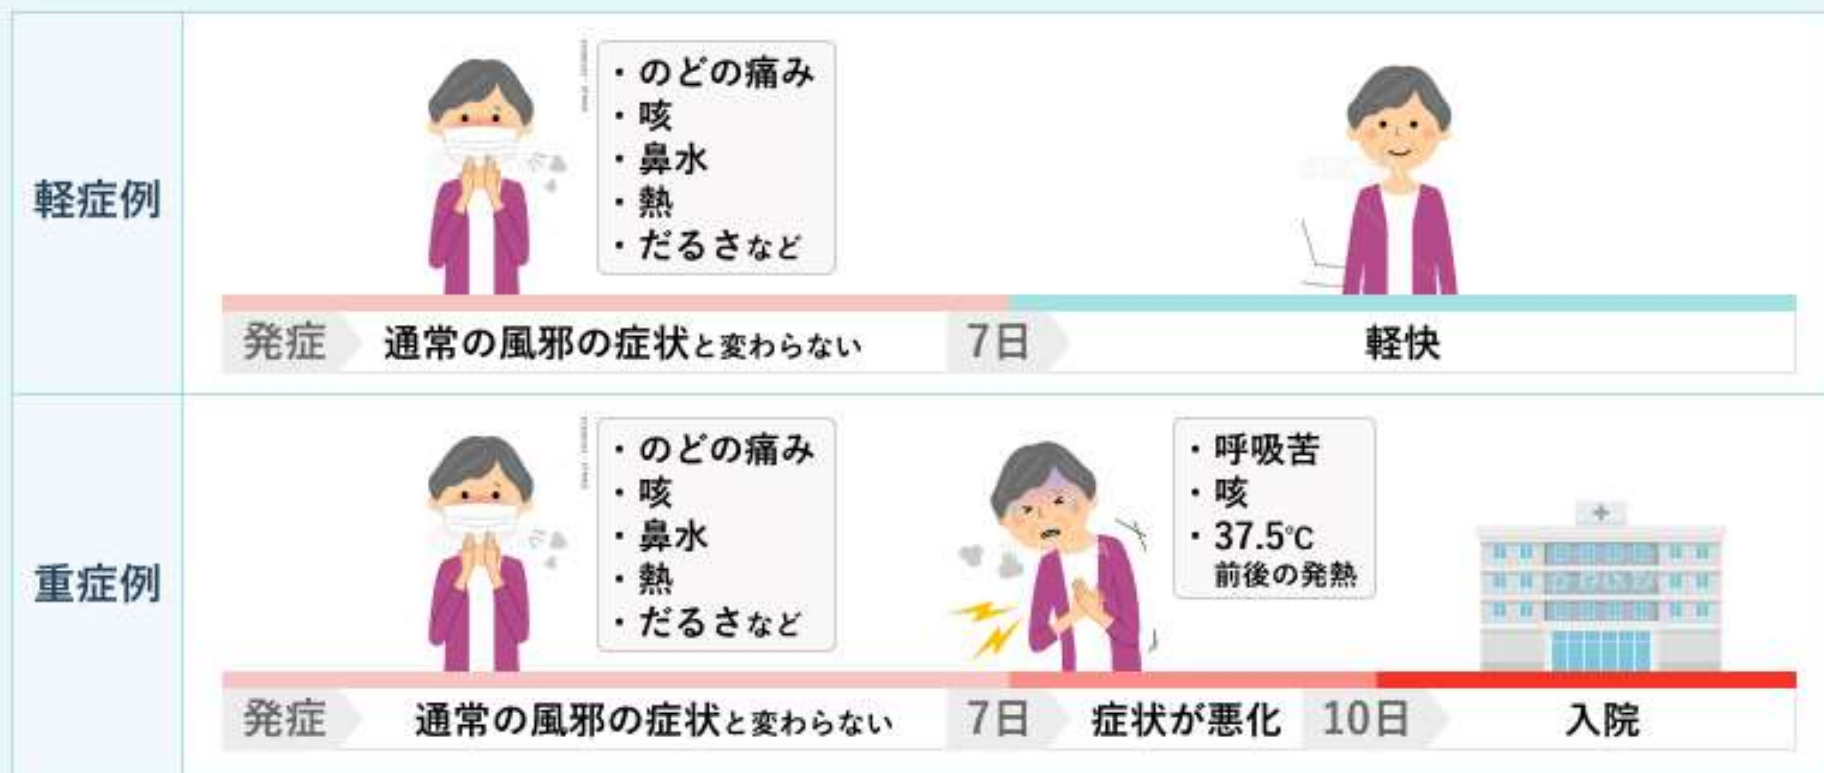 軽症例
・のどの痛み
・咳
・鼻水
・熱
・だるさなど
発症 通常の風邪の症状と変わらない 7日 軽快
重症例
・のどの痛み
・咳
・鼻水
・熱
・だるさなど
・呼吸苦
・咳
・37.5℃
前後の発熱
発症 通常の風邪の症状と変わらない 7日 症状が悪化 10日 入院